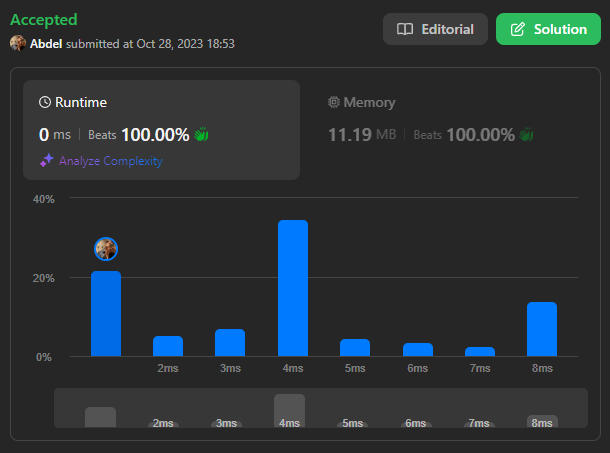 Accepted
Abdel submitted at Oct 28, 2023 18:53
Editorial
Solution
Runtime
0 ms | Beats 100.00%
Analyze Complexity
Memory
11.19 MB | Beats 100.00%
40%
20%
0%
2ms 3ms 4ms 5ms 6ms 7ms 8ms
2ms 3ms 4ms 5ms 6ms 7ms 8ms